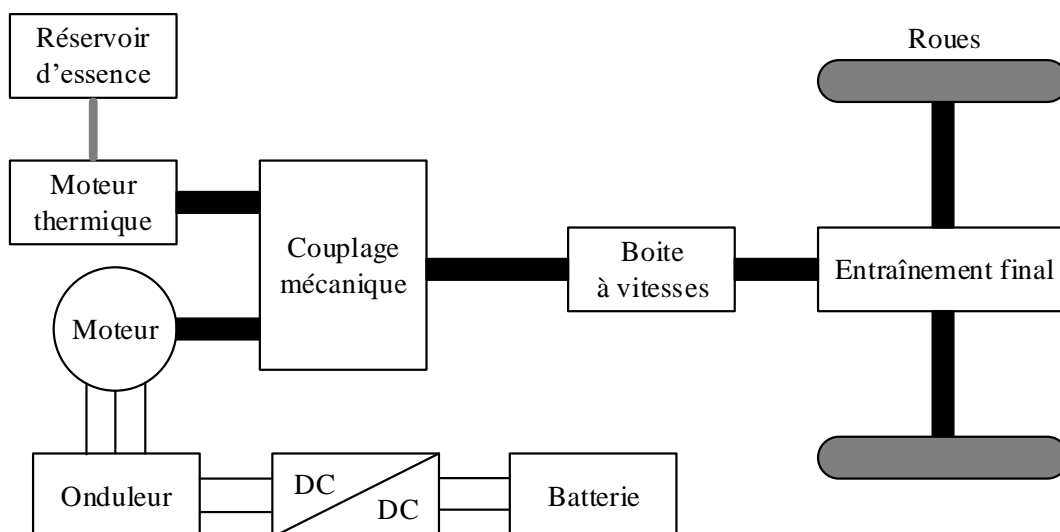 Réservoir
d’essence
Roues
Moteur
thermique
Couplage
mécanique
Boite
à vitesses
Entraînement final
Moteur
Onduleur
DC
DC
Batterie